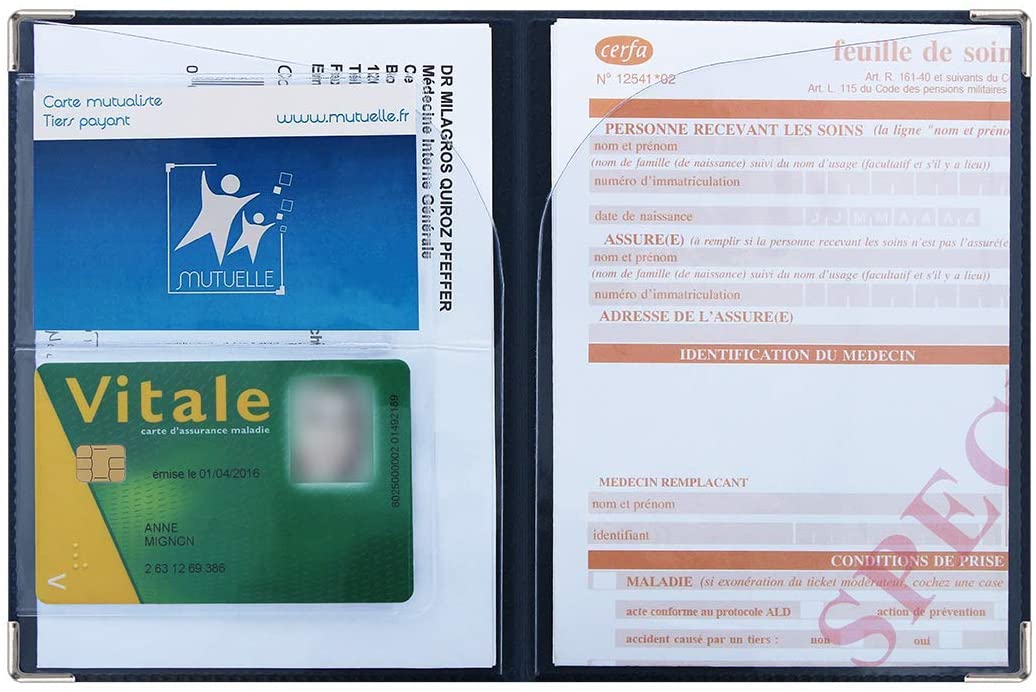 Carte mutualiste
Tiers payant
www.mutuelle.fr
MUTUELLE
DR MILAGROS QUIROZ PFEFFER
Médecine Interne Générale
Vitale
carte d'assurance maladie
émise le 01/04/2016
ANNE
MIGNON
2 63 12 69 386
cerfa
N° 12541*02
feuille de soin
Art. R. 161-40 et suivants du C
Art. L. 115 du Code des pensions militaires
PERSONNE RECEVANT LES SOINS (la ligne "nom et préno
nom et prénom
(nom de famille (de naissance) suivi du nom d'usage (facultatif et s'il y a lieu))
numéro d'immatriculation
date de naissance
J J M M A A A A
ASSURE(E) (à remplir si la personne recevant les soins n'est pas l'assuré(e
nom et prénom
(nom de famille (de naissance) suivi du nom d'usage (facultatif et s'il y a lieu))
numéro d'immatriculation
ADRESSE DE L'ASSURE(E)
IDENTIFICATION DU MEDECIN
MEDECIN REMPLACANT
nom et prénom
identifiant
CONDITIONS DE PRISE
MALADIE (si exonération du ticket modérateur, cochez une case
acte conforme au protocole ALD action de prévention
accident causé par un tiers : non oui
SPEC